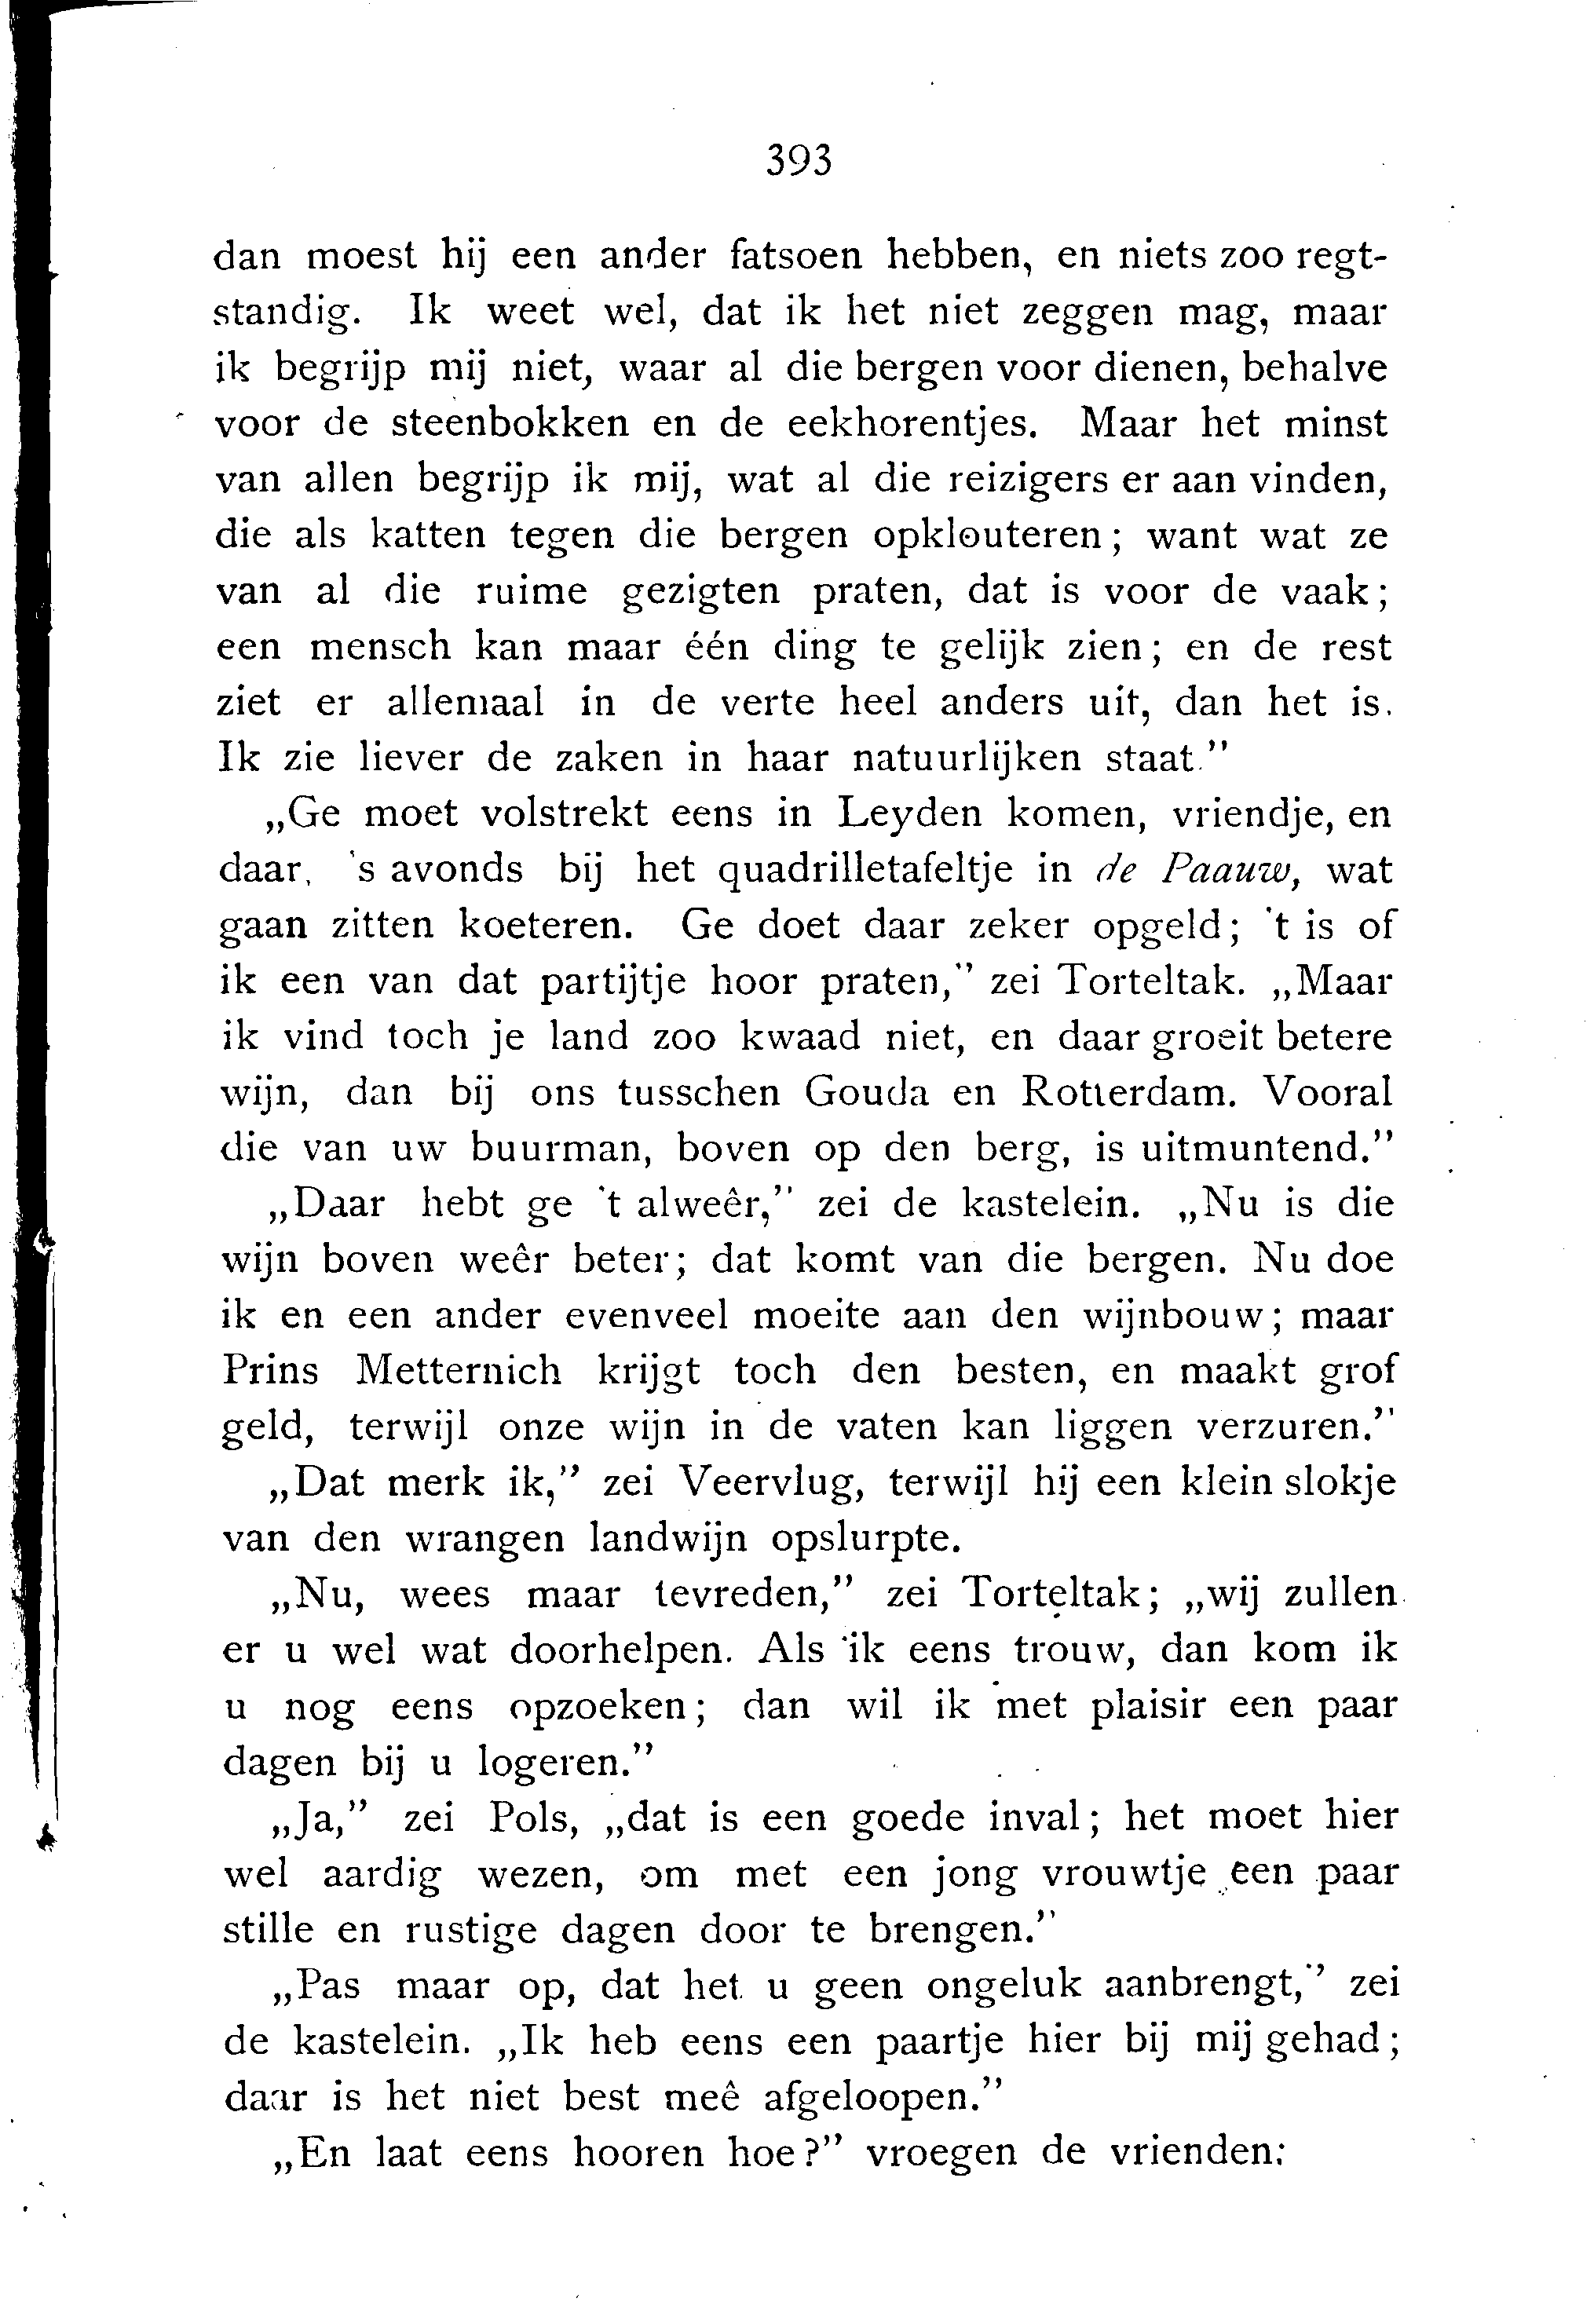 393
dan moest hij een ander fatsoen hebben, en niets zoo regt-
standig. Ik weet wel, dat ik het niet zeggen mag, maar
ik begrijp mij niet, waar al die bergen voor dienen, behalve
voor de steenbokken en de eekhorentjes. Maar het minst
van allen begrijp ik mij, wat al die reizigers er aan vinden,
die als katten tegen die bergen opklouteren; want wat ze
van al die ruime gezigten praten, dat is voor de vaak;
een mensch kan maar één ding te gelijk zien; en de rest
ziet er allemaal in de verte heel anders uit, dan het is.
Ik zie liever de zaken in haar natuurlijken staat."
„Ge moet volstrekt eens in Leyden komen, vriendje, en
daar, 's avonds bij het quadrilletafeltje in de Paauw, wat
gaan zitten koeteren. Ge doet daar zeker opgeld; 't is of
ik een van dat partijtje hoor praten," zei Torteltak. „Maar
ik vind toch je land zoo kwaad niet, en daar groeit betere
wijn, dan bij ons tusschen Gouda en Rotterdam. Vooral
die van uw buurman, boven op den berg, is uitmuntend."
„Daar hebt ge 't alweêr," zei de kastelein. „Nu is die
wijn boven weêr beter; dat komt van die bergen. Nu doe
ik en een ander evenveel moeite aan den wijnbouw; maar
Prins Metternich krijgt toch den besten, en maakt grof
geld, terwijl onze wijn in de vaten kan liggen verzuren."
„Dat merk ik," zei Veervlug, terwijl hij een klein slokje
van den wrangen landwijn opslurpte.
„Nu, wees maar tevreden," zei Torteltak; „wij zullen
er u wel wat doorhelpen. Als ik eens trouw, dan kom ik
u nog eens opzoeken; dan wil ik met plaisir een paar
dagen bij u logeren."
„Ja," zei Pols, „dat is een goede inval; het moet hier
wel aardig wezen, om met een jong vrouwtje een paar
stille en rustige dagen door te brengen."
„Pas maar op, dat het u geen ongeluk aanbrengt," zei
de kastelein. „Ik heb eens een paartje hier bij mij gehad;
daar is het niet best meê afgeloopen."
„En laat eens hooren hoe?" vroegen de vrienden: